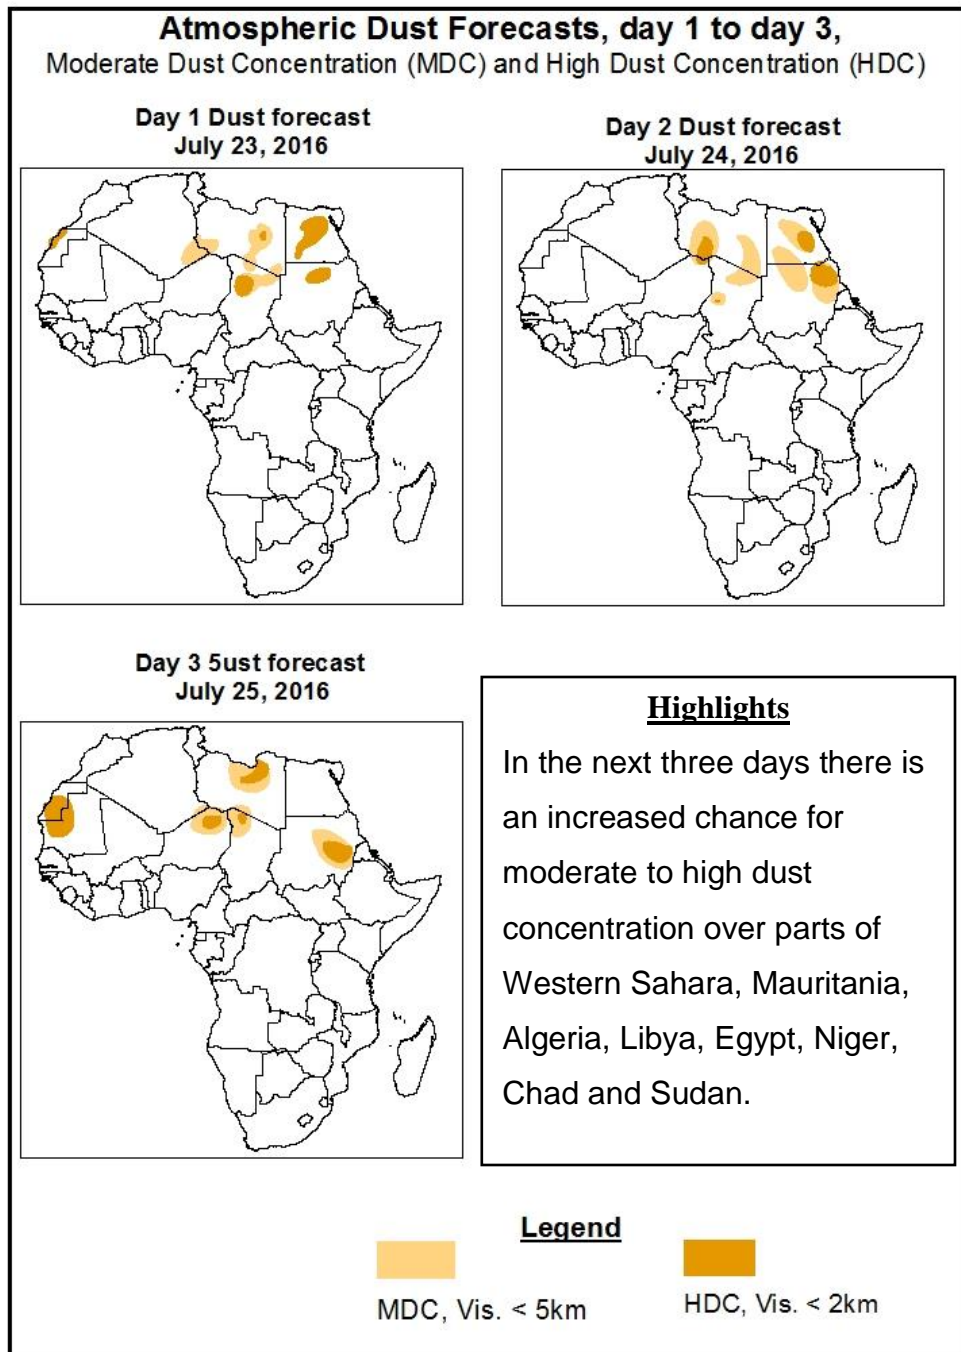 Atmospheric Dust Forecasts, day 1 to day 3,
Moderate Dust Concentration (MDC) and High Dust Concentration (HDC)
Day 1 Dust forecast
July 23, 2016
Day 2 Dust forecast
July 24, 2016
Day 3 5ust forecast
July 25, 2016
Highlights
In the next three days there is
an increased chance for
moderate to high dust
concentration over parts of
Western Sahara, Mauritania,
Algeria, Libya, Egypt, Niger,
Chad and Sudan.
Legend
MDC, Vis. < 5km
HDC, Vis. < 2km